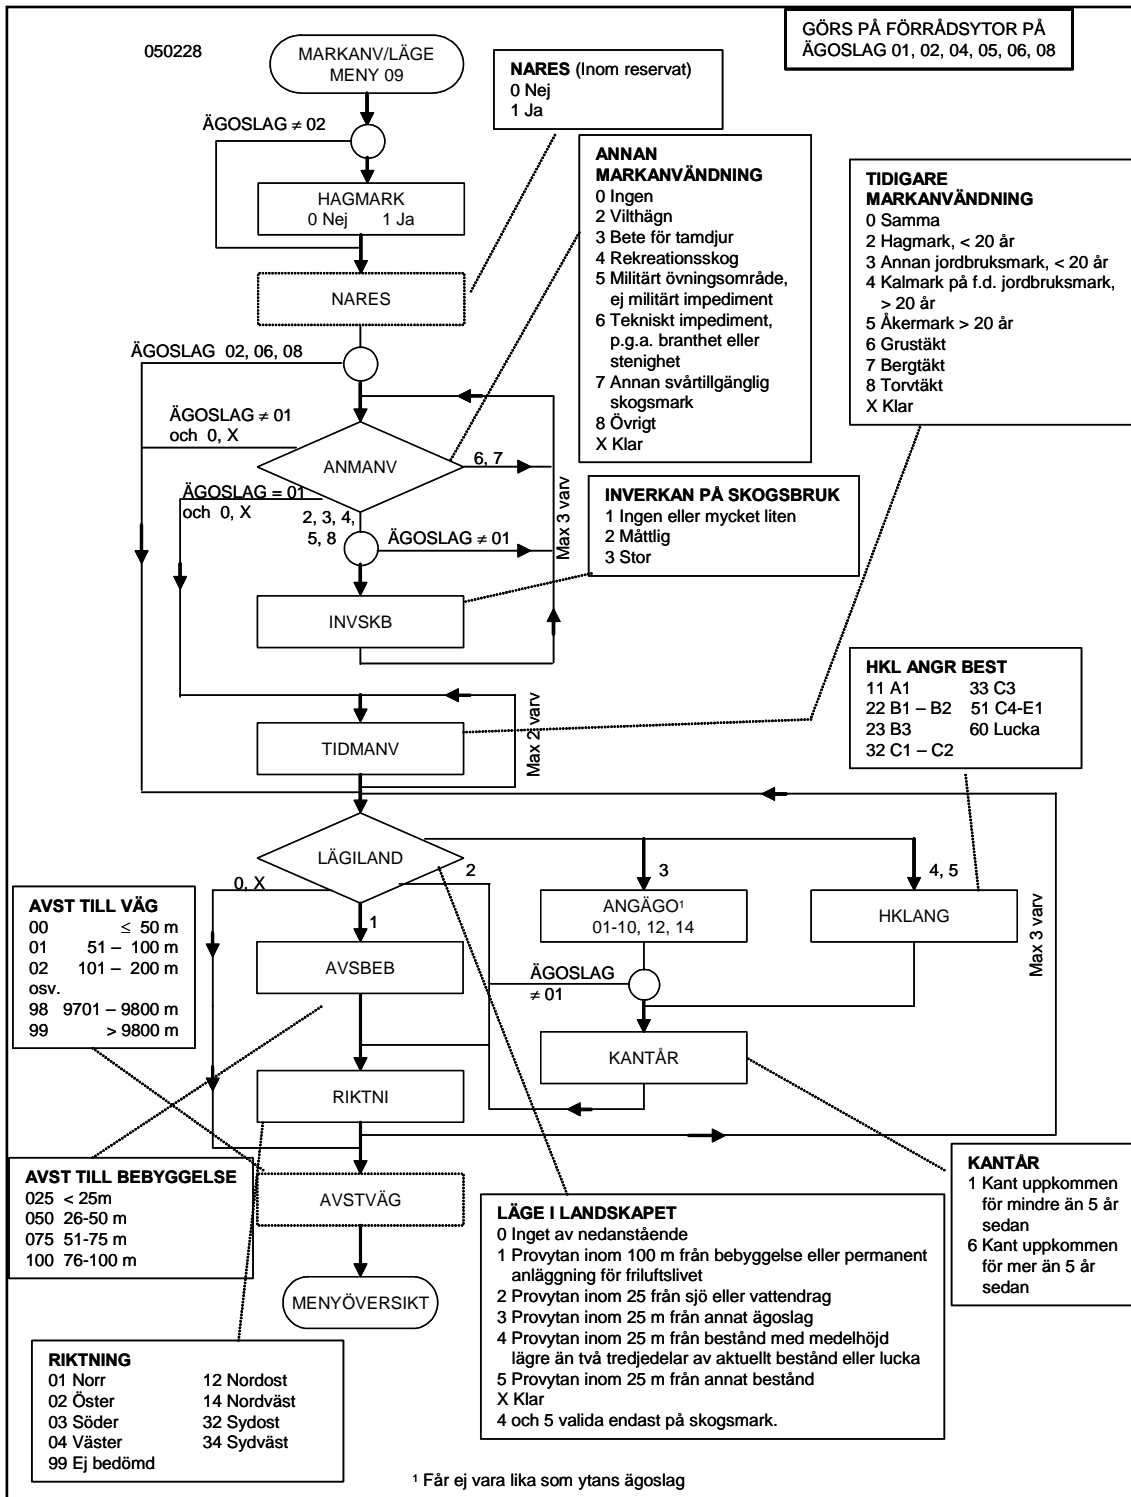 050228
MARKANV/LÄGE
MENY 09
GÖRS PÅ FÖRRÅDSYTOR PÅ
ÄGOSLAG 01, 02, 04, 05, 06, 08
NARES (Inom reservat)
0 Nej
1 Ja
ÄGOSLAG ≠ 02
HAGMARK
0 Nej 1 Ja
NARES
ANNAN
MARKANVÄNDNING
0 Ingen
2 Vilthägn
3 Bete för tamdjur
4 Rekreationsskog
5 Militärt övningsområde,
ej militärt impediment
6 Tekniskt impediment,
p.g.a. branthet eller
stenighet
7 Annan svårtillgänglig
skogsmark
8 Övrigt
X Klar
TIDIGARE
MARKANVÄNDNING
0 Samma
2 Hagmark, < 20 år
3 Annan jordbruksmark, < 20 år
4 Kalmark på f.d. jordbruksmark,
> 20 år
5 Åkermark > 20 år
6 Grustäkt
7 Bergtäkt
8 Torvtäkt
X Klar
ÄGOSLAG 02, 06, 08
ÄGOSLAG ≠ 01
och 0, X
ANMANV
6, 7
ÄGOSLAG = 01
och 0, X
2, 3, 4,
5, 8
ÄGOSLAG ≠ 01
Max 3 varv
INVERKAN PÅ SKOGSBRUK
1 Ingen eller mycket liten
2 Måttlig
3 Stor
INVSKB
HKL ANGR BEST
11 A1 33 C3
22 B1 – B2 51 C4-E1
23 B3 60 Lucka
32 C1 – C2
TIDMANV
Max 2 varv
LÄGILAND
0, X
2
1
3
4, 5
ANGÄGO¹
01-10, 12, 14
HKLANG
Max 3 varv
AVST TILL VÄG
00 ≤ 50 m
01 51 – 100 m
02 101 – 200 m
osv.
98 9701 – 9800 m
99 > 9800 m
AVSBEB
ÄGOSLAG
≠ 01
KANTÅR
RIKTNI
AVST TILL BEBYGGELSE
025 < 25m
050 26-50 m
075 51-75 m
100 76-100 m
AVSTVÄG
MENYÖVERSIKT
LÄGE I LANDSKAPET
0 Inget av nedanstående
1 Provytan inom 100 m från bebyggelse eller permanent
anläggning för friluftslivet
2 Provytan inom 25 från sjö eller vattendrag
3 Provytan inom 25 m från annat ägoslag
4 Provytan inom 25 m från bestånd med medelhöjd
lägre än två tredjedelar av aktuellt bestånd eller lucka
5 Provytan inom 25 m från annat bestånd
X Klar
4 och 5 valida endast på skogsmark.
KANTÅR
1 Kant uppkommen
för mindre än 5 år
sedan
6 Kant uppkommen
för mer än 5 år
sedan
RIKTNING
01 Norr 12 Nordost
02 Öster 14 Nordväst
03 Söder 32 Sydost
04 Väster 34 Sydväst
99 Ej bedömd
¹ Får ej vara lika som ytans ägoslag